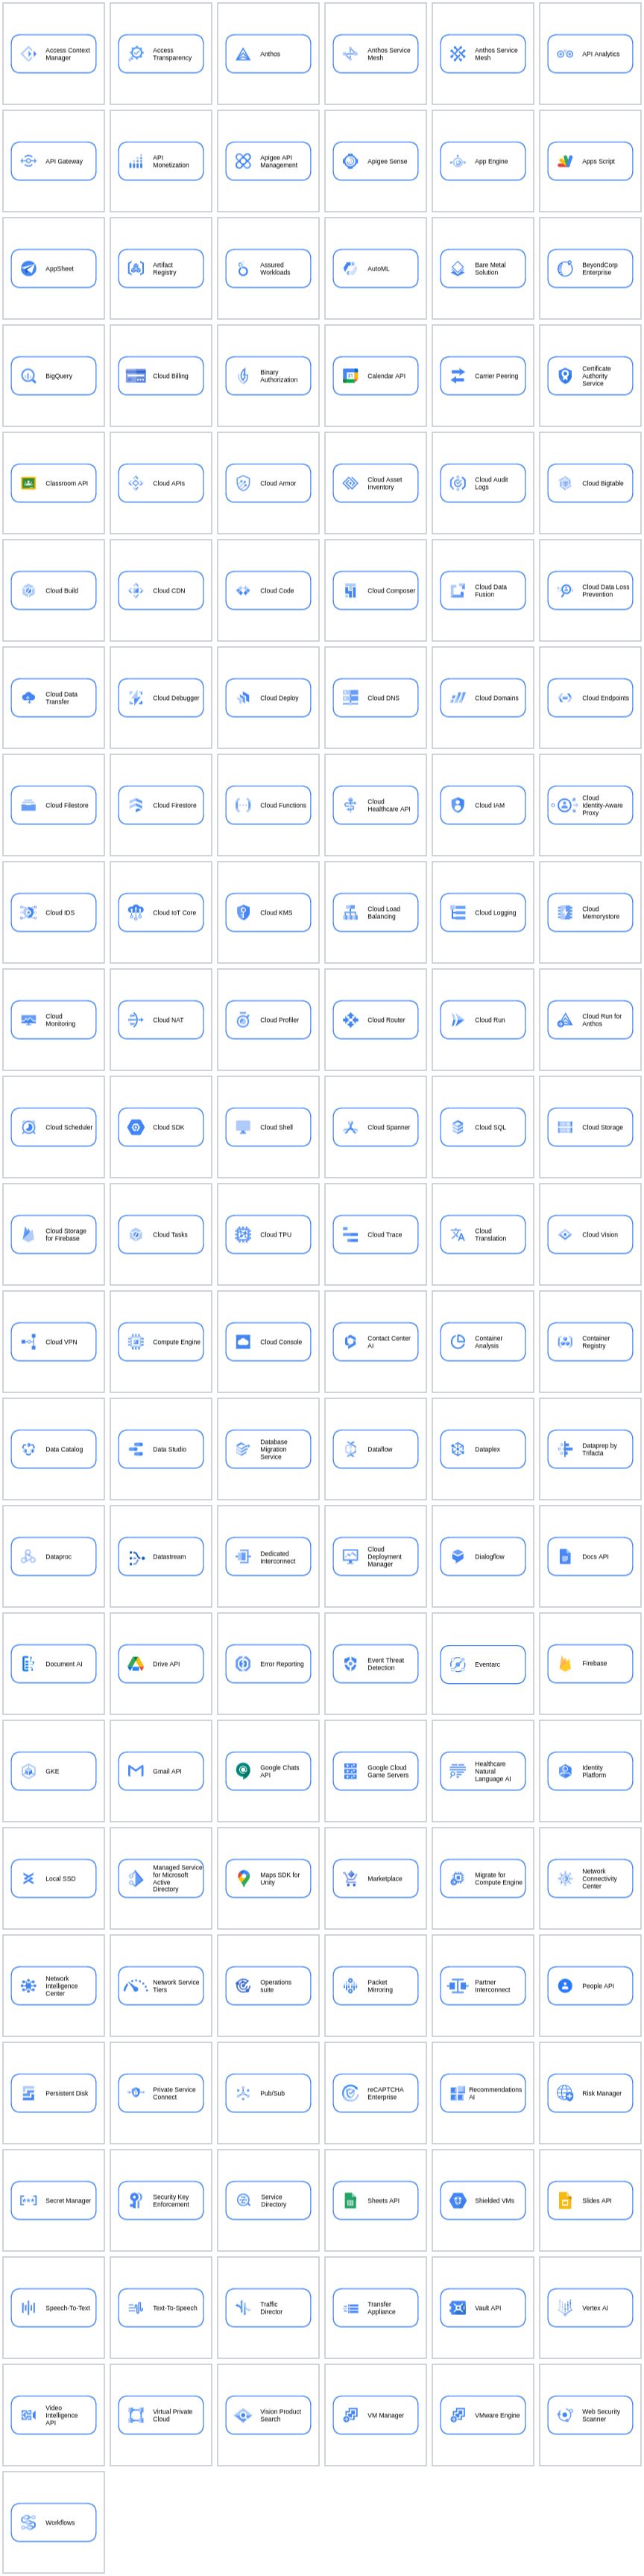 Access Context
Manager
Access
Transparency
Anthos
Anthos Service
Mesh
Anthos Service
Mesh
API Analytics
API Gateway
API
Monetization
Apigee API
Management
Apigee Sense
App Engine
Apps Script
AppSheet
Artifact
Registry
Assured
Workloads
AutoML
Bare Metal
Solution
BeyondCorp
Enterprise
BigQuery
Cloud Billing
Binary
Authorization
Calendar API
Carrier Peering
Certificate
Authority
Service
Classroom API
Cloud APIs
Cloud Armor
Cloud Asset
Inventory
Cloud Audit
Logs
Cloud Bigtable
Cloud Build
Cloud CDN
Cloud Code
Cloud Composer
Cloud Data
Fusion
Cloud Data Loss
Prevention
Cloud Data
Transfer
Cloud Debugger
Cloud Deploy
Cloud DNS
Cloud Domains
Cloud Endpoints
Cloud Filestore
Cloud Firestore
Cloud Functions
Cloud
Healthcare API
Cloud IAM
Cloud
Identity-Aware
Proxy
Cloud IDS
Cloud IoT Core
Cloud KMS
Cloud Load
Balancing
Cloud Logging
Cloud
Memorystore
Cloud
Monitoring
Cloud NAT
Cloud Profiler
Cloud Router
Cloud Run
Cloud Run for
Anthos
Cloud Scheduler
Cloud SDK
Cloud Shell
Cloud Spanner
Cloud SQL
Cloud Storage
Cloud Storage
for Firebase
Cloud Tasks
Cloud TPU
Cloud Trace
Cloud
Translation
Cloud Vision
Cloud VPN
Compute Engine
Cloud Console
Contact Center
AI
Container
Analysis
Container
Registry
Data Catalog
Data Studio
Database
Migration
Service
Dataflow
Dataplex
Dataprep by
Trifacta
Dataproc
Datastream
Dedicated
Interconnect
Cloud
Deployment
Manager
Dialogflow
Docs API
Document AI
Drive API
Error Reporting
Event Threat
Detection
Eventarc
Firebase
GKE
Gmail API
Google Chats
API
Google Cloud
Game Servers
Healthcare
Natural
Language AI
Identity
Platform
Local SSD
Managed Service
for Microsoft
Active
Directory
Maps SDK for
Unity
Marketplace
Migrate for
Compute Engine
Network
Connectivity
Center
Network
Intelligence
Center
Network Service
Tiers
Operations
suite
Packet
Mirroring
Partner
Interconnect
People API
Persistent Disk
Private Service
Connect
Pub/Sub
reCAPTCHA
Enterprise
Recommendations
AI
Risk Manager
Secret Manager
Security Key
Enforcement
Service
Directory
Sheets API
Shielded VMs
Slides API
Speech-To-Text
Text-To-Speech
Traffic
Director
Transfer
Appliance
Vault API
Vertex AI
Video
Intelligence
API
Virtual Private
Cloud
Vision Product
Search
VM Manager
VMware Engine
Web Security
Scanner
Workflows